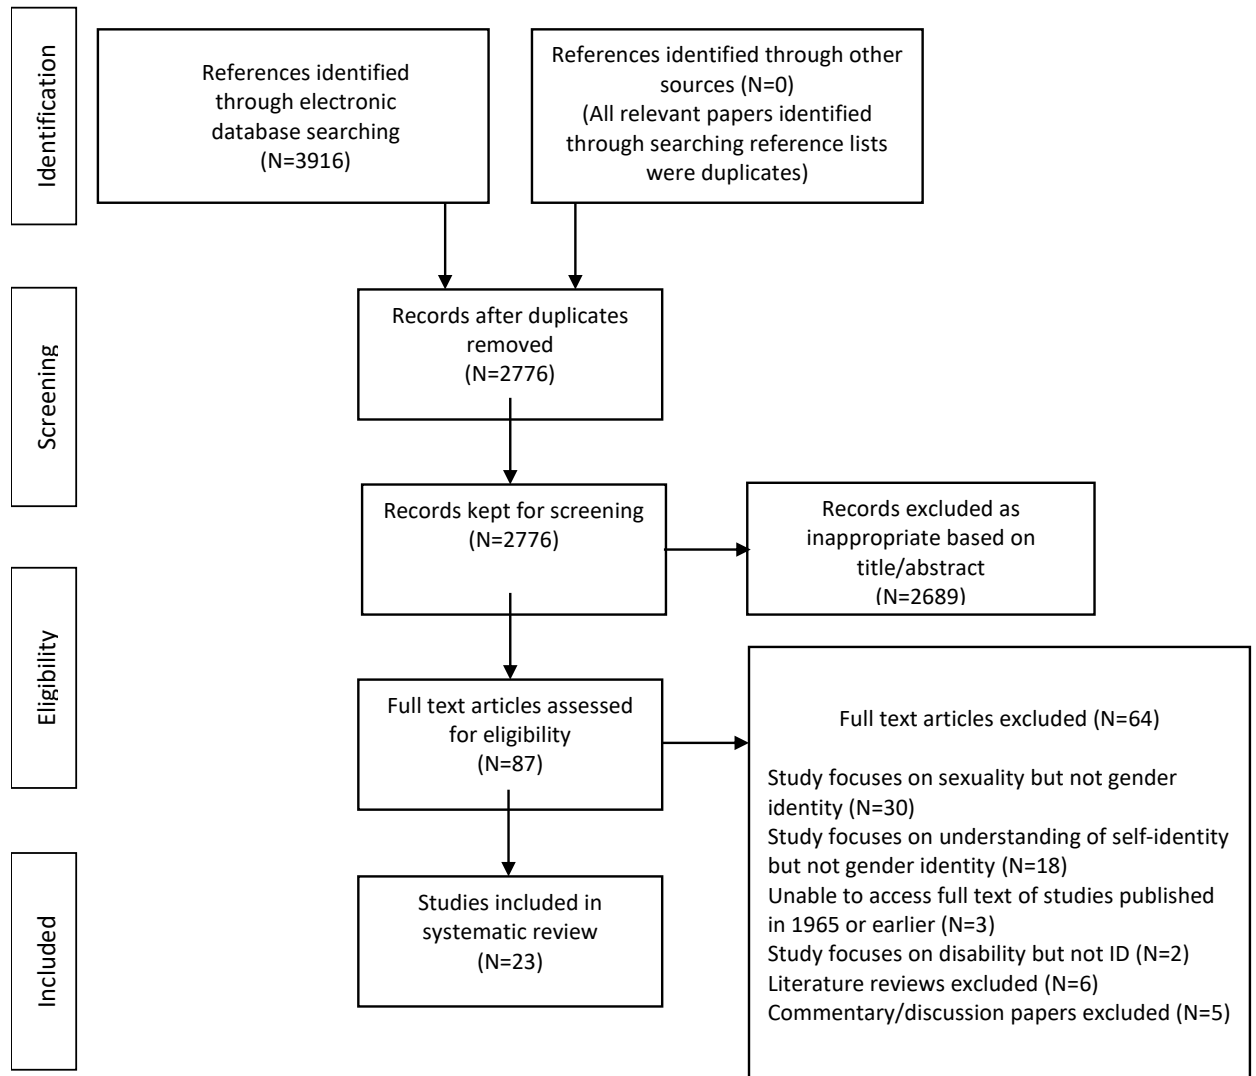 Identification
References identified
through electronic
database searching
(N=3916)
References identified through other
sources (N=0)
(All relevant papers identified
through searching reference lists
were duplicates)
Screening
Records after duplicates
removed
(N=2776)
Records kept for screening
(N=2776)
Records excluded as
inappropriate based on
title/abstract
(N=2689)
Eligibility
Full text articles assessed
for eligibility
(N=87)
Full text articles excluded (N=64)
Study focuses on sexuality but not gender
identity (N=30)
Study focuses on understanding of self-identity
but not gender identity (N=18)
Unable to access full text of studies published
in 1965 or earlier (N=3)
Study focuses on disability but not ID (N=2)
Literature reviews excluded (N=6)
Commentary/discussion papers excluded (N=5)
Included
Studies included in
systematic review
(N=23)